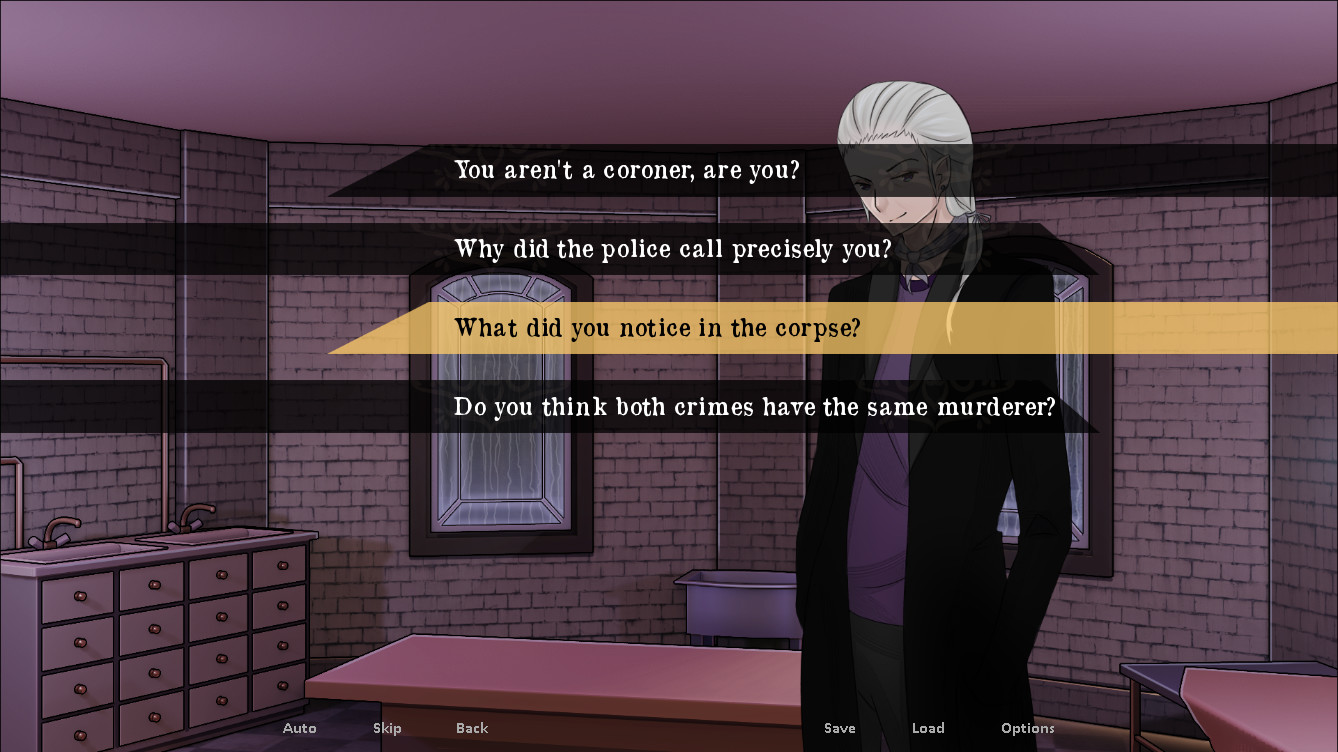 You aren't a coroner, are you?
Why did the police call precisely you?
What did you notice in the corpse?
Do you think both crimes have the same murderer?
Auto Skip Back Save Load Options